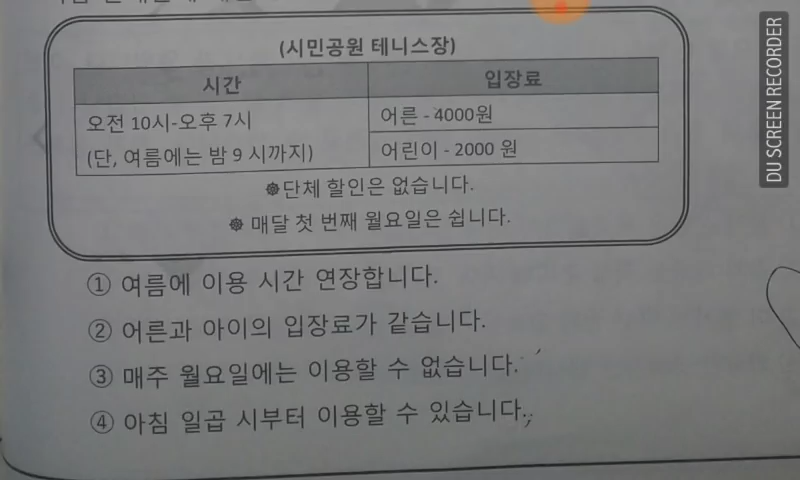 (시민공원 테니스장)
시간 입장료
오전 10시-오후 7시 어른 - 4000원
(단, 여름에는 밤 9 시까지) 어린이 - 2000 원
단체 할인은 없습니다.
매달 첫 번째 월요일은 쉽니다.
① 여름에 이용 시간 연장합니다.
② 어른과 아이의 입장료가 같습니다.
③ 매주 월요일에는 이용할 수 없습니다.
④ 아침 일곱 시부터 이용할 수 있습니다.
DU SCREEN RECORDER